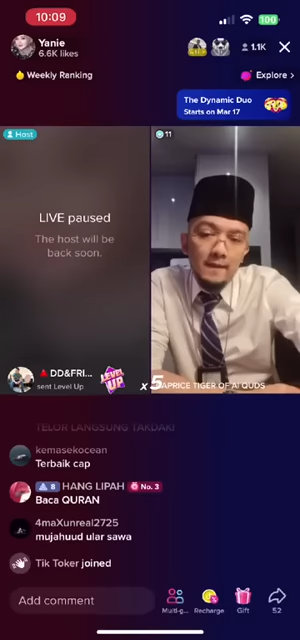 10:09
100
Yanie
6.6K likes
1.1K
Weekly Ranking
Explore >
The Dynamic Duo
Starts on Mar 17
Host
11
LIVE paused
The host will be
back soon.
DD&FRI...
sent Level Up
LEVEL UP
x 5
APRICE TIGER OF Al QUDS
TELOR LANGSUNG TAKDAK!
kemasekocean
Terbaik cap
8 HANG LIPAH No. 3
Baca QURAN
4maXunreal2725
mujahuud ular sawa
Tik Toker joined
Add comment
Multi-g...
Recharge
Gift
52